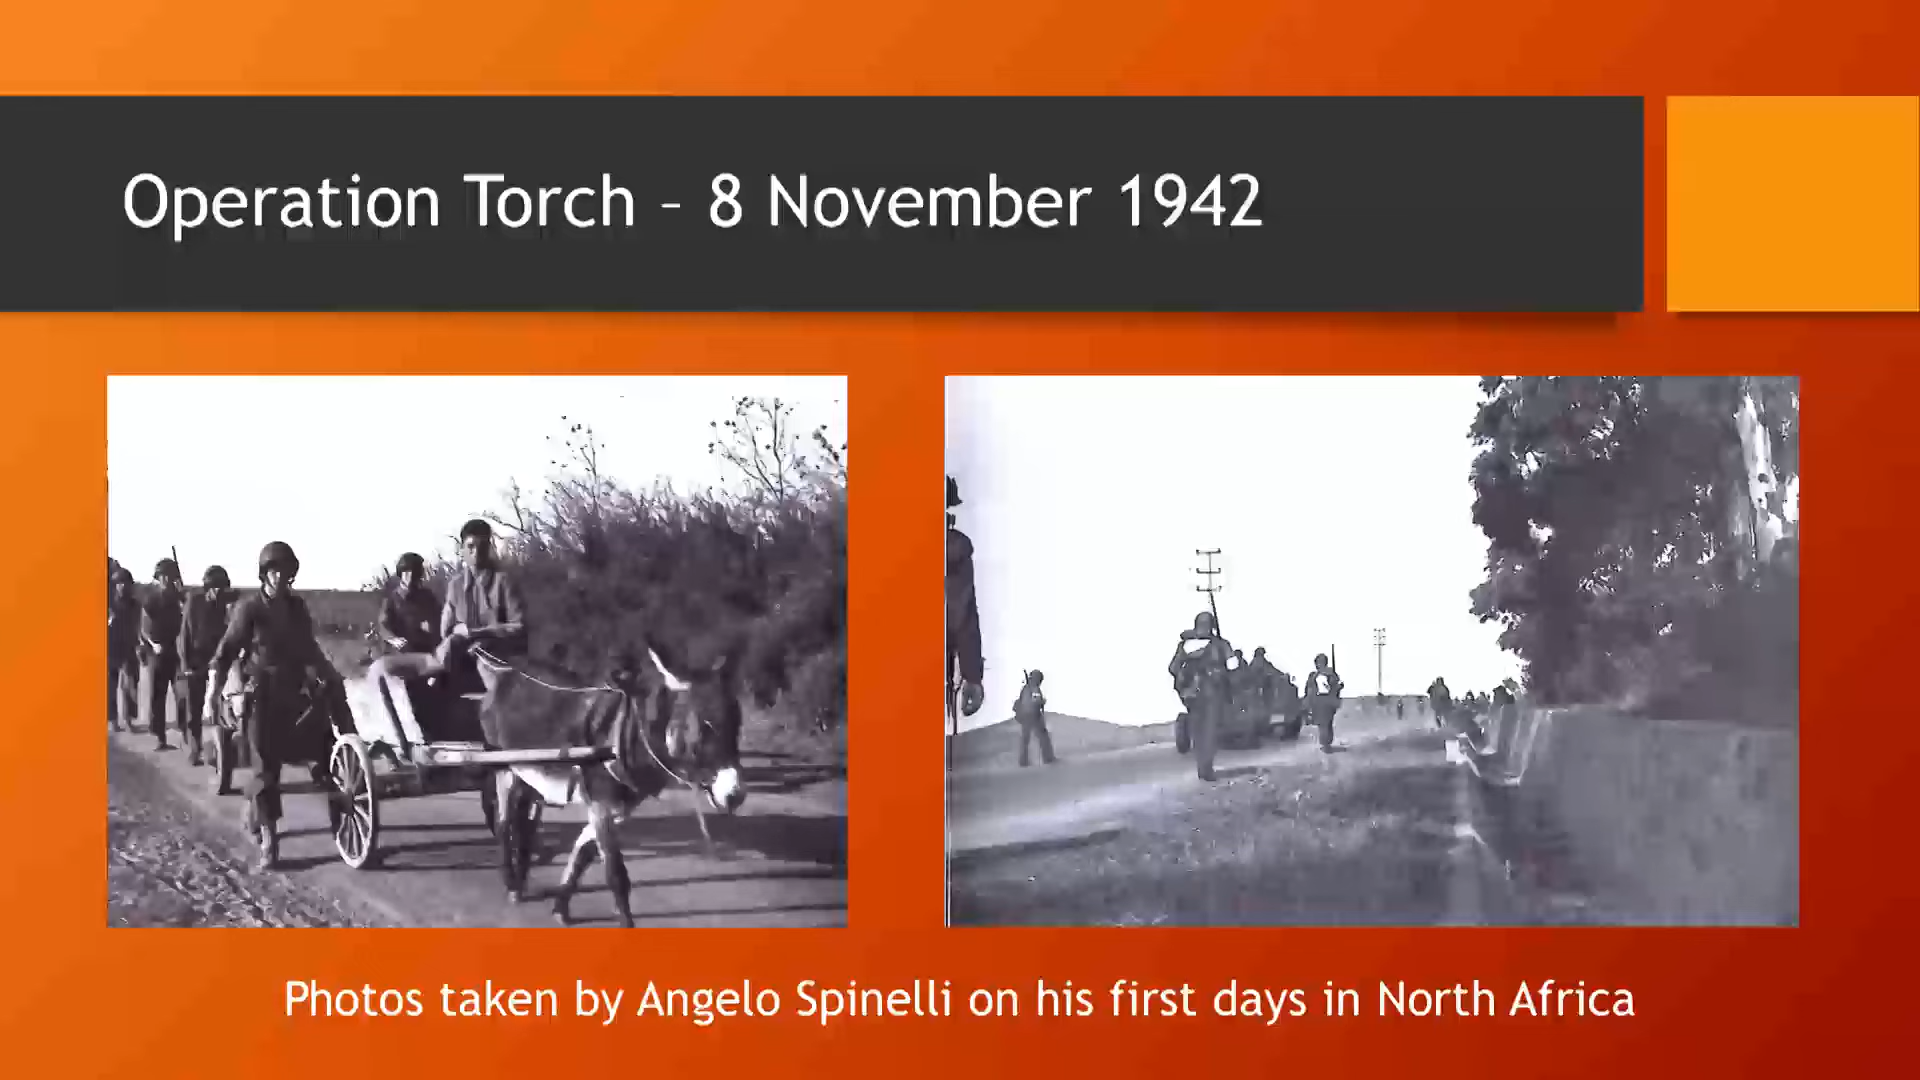 Operation Torch – 8 November 1942
Photos taken by Angelo Spinelli on his first days in North Africa